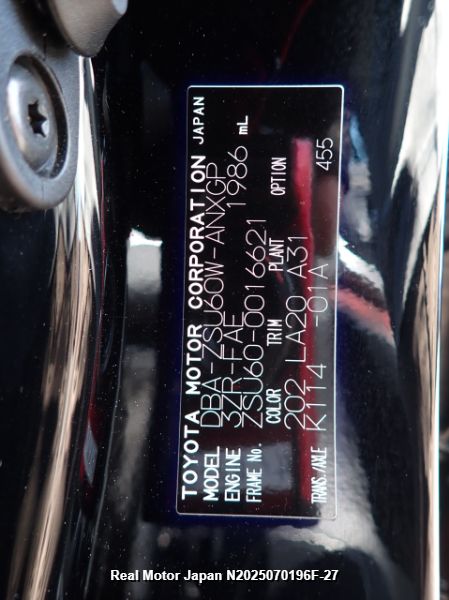 TOYOTA MOTOR CORPORATION JAPAN
MODEL DBA-ZSU60W-ANXGP
ENGINE 3ZR-FAE 1986 mL
FRAME No. ZSU60-0016621
COLOR TRIM PLANT OPTION
202 LA20 A31
TRANS./AXLE K114 -01A 455
Real Motor Japan N2025070196F-27